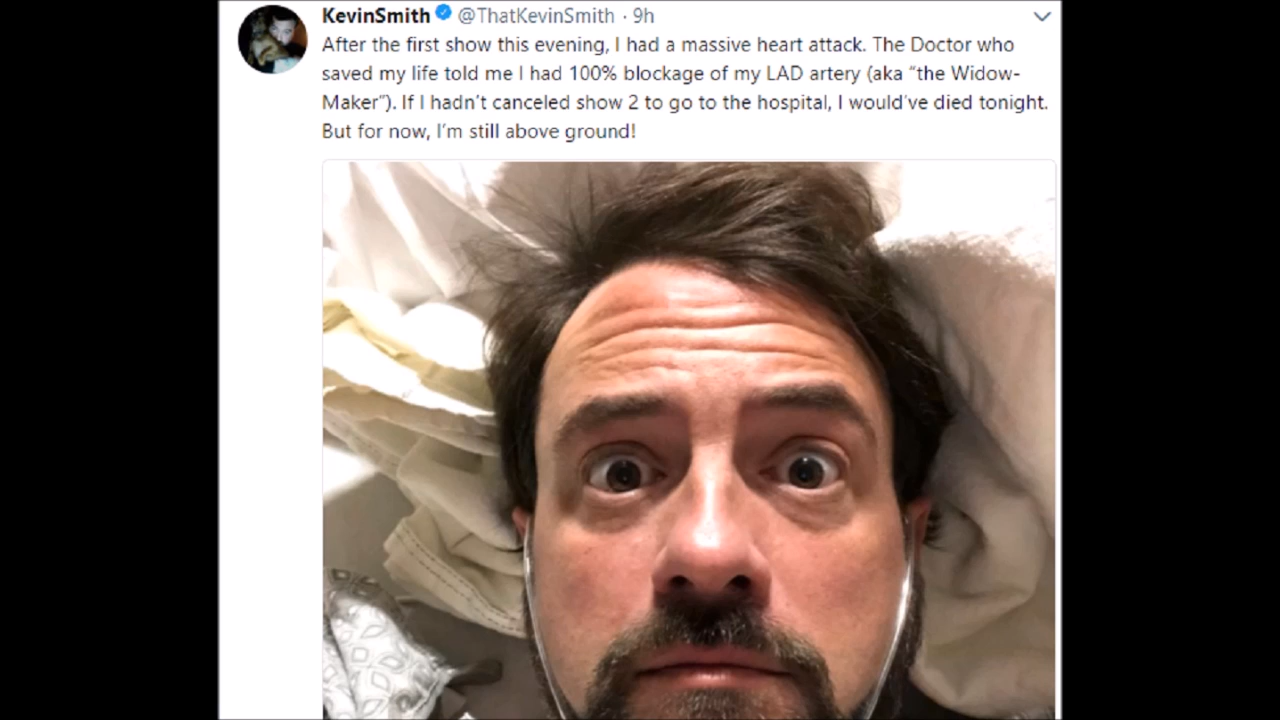 KevinSmith @ThatKevinSmith · 9h
After the first show this evening, I had a massive heart attack. The Doctor who
saved my life told me I had 100% blockage of my LAD artery (aka “the Widow-
Maker”). If I hadn’t canceled show 2 to go to the hospital, I would’ve died tonight.
But for now, I’m still above ground!